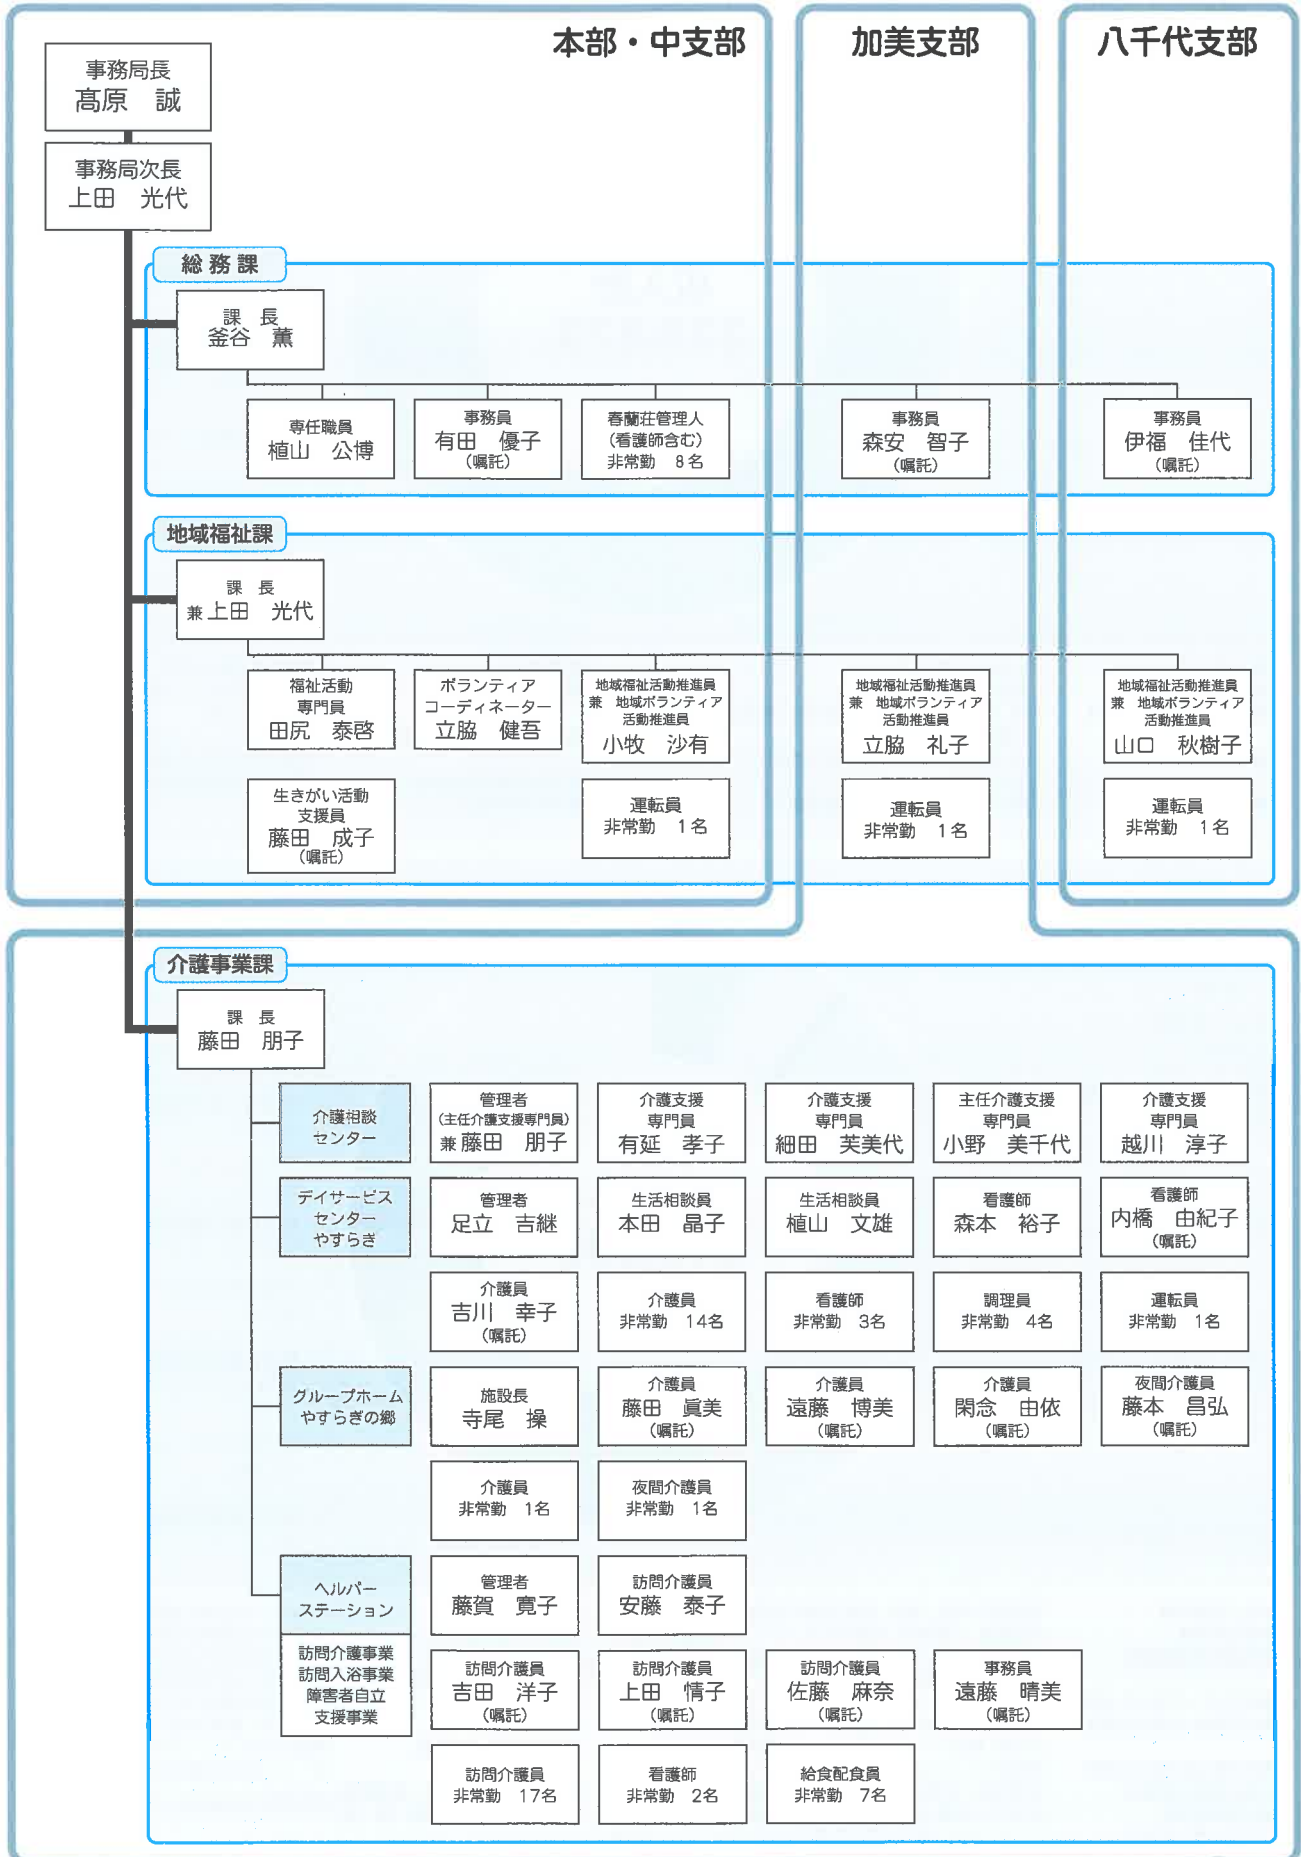 本部・中支部
加美支部
八千代支部
事務局長
髙原　誠
事務局次長
上田　光代
総務課
課長
釜谷　薫
専任職員
植山　公博
事務員
有田　優子
(嘱託)
春蘭荘管理人
(看護師含む)
非常勤　8名
事務員
森安　智子
(嘱託)
事務員
伊福　佳代
(嘱託)
地域福祉課
課長
兼上田　光代
福祉活動
専門員
田尻　泰啓
ボランティア
コーディネーター
立脇　健吾
地域福祉活動推進員
兼　地域ボランティア
活動推進員
小牧　沙有
地域福祉活動推進員
兼　地域ボランティア
活動推進員
立脇　礼子
地域福祉活動推進員
兼　地域ボランティア
活動推進員
山口　秋樹子
生きがい活動
支援員
藤田　成子
(嘱託)
運転員
非常勤　1名
運転員
非常勤　1名
運転員
非常勤　1名
介護事業課
課長
藤田　朋子
介護相談
センター
管理者
(主任介護支援専門員)
兼藤田　朋子
介護支援
専門員
有延　孝子
介護支援
専門員
細田　芙美代
主任介護支援
専門員
小野　美千代
介護支援
専門員
越川　淳子
デイサービス
センター
やすらぎ
管理者
足立　吉継
生活相談員
本田　晶子
生活相談員
植山　文雄
看護師
森本　裕子
看護師
内橋　由紀子
(嘱託)
介護員
吉川　幸子
(嘱託)
介護員
非常勤　14名
看護師
非常勤　3名
調理員
非常勤　4名
運転員
非常勤　1名
グループホーム
やすらぎの郷
施設長
寺尾　操
介護員
藤田　眞美
(嘱託)
介護員
遠藤　博美
(嘱託)
介護員
閑念　由依
(嘱託)
夜間介護員
藤本　昌弘
(嘱託)
介護員
非常勤　1名
夜間介護員
非常勤　1名
ヘルパー
ステーション
管理者
藤賀　寛子
訪問介護員
安藤　泰子
訪問介護事業
訪問入浴事業
障害者自立
支援事業
訪問介護員
吉田　洋子
(嘱託)
訪問介護員
上田　情子
(嘱託)
訪問介護員
佐藤　麻奈
(嘱託)
事務員
遠藤　晴美
(嘱託)
訪問介護員
非常勤　17名
看護師
非常勤　2名
給食配食員
非常勤　7名